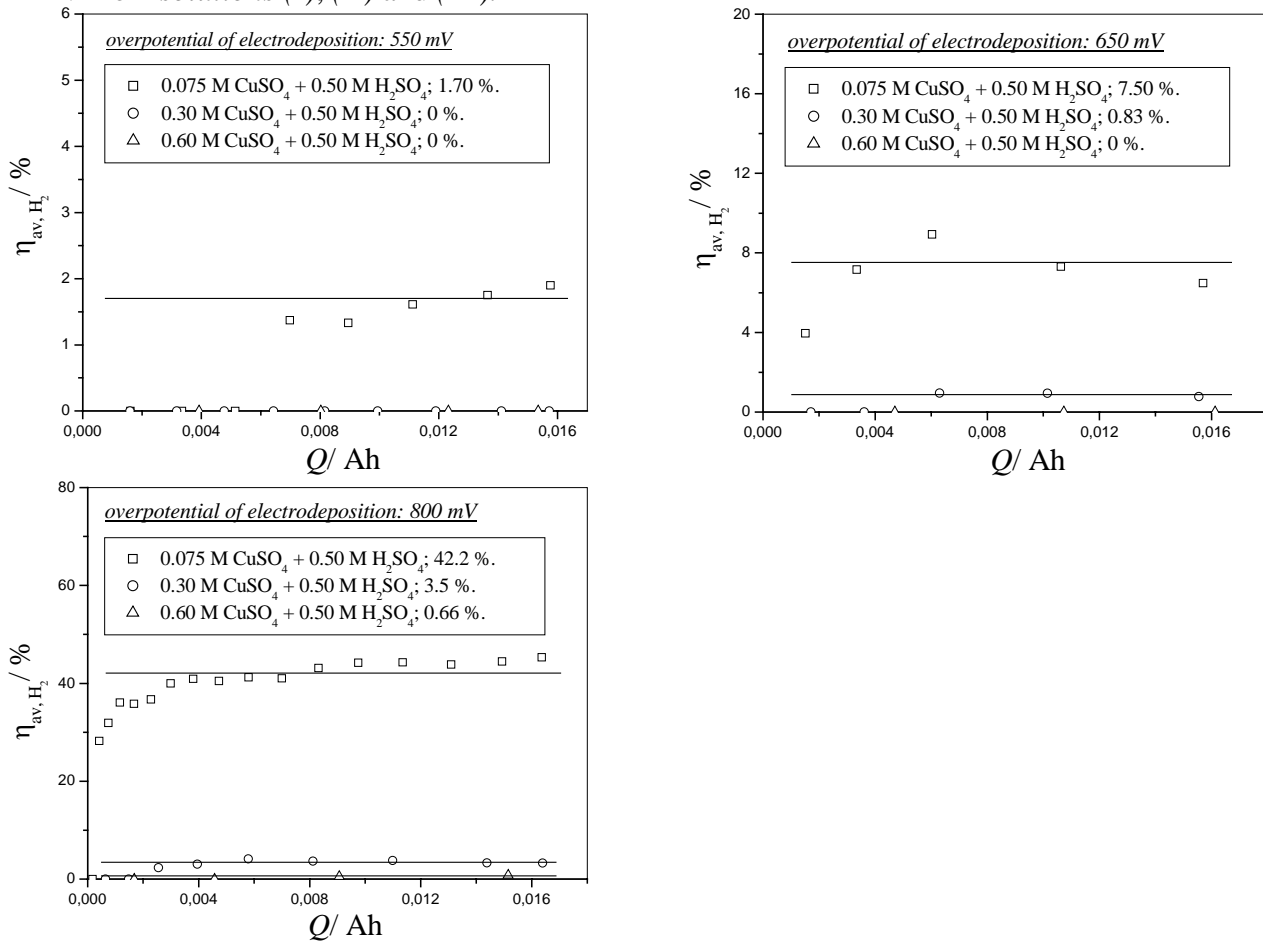 solutions (I), (II) and (III).
overpotential of electrodeposition: 550 mV
0.075 M CuSO₄ + 0.50 M H₂SO₄; 1.70 %.
0.30 M CuSO₄ + 0.50 M H₂SO₄; 0 %.
0.60 M CuSO₄ + 0.50 M H₂SO₄; 0 %.
6
5
4
3
2
1
0
η_av, H₂ / %
0,000 0,004 0,008 0,012 0,016
Q/ Ah
overpotential of electrodeposition: 650 mV
0.075 M CuSO₄ + 0.50 M H₂SO₄; 7.50 %.
0.30 M CuSO₄ + 0.50 M H₂SO₄; 0.83 %.
0.60 M CuSO₄ + 0.50 M H₂SO₄; 0 %.
20
16
12
8
4
0
η_av, H₂ / %
0,000 0,004 0,008 0,012 0,016
Q/ Ah
overpotential of electrodeposition: 800 mV
0.075 M CuSO₄ + 0.50 M H₂SO₄; 42.2 %.
0.30 M CuSO₄ + 0.50 M H₂SO₄; 3.5 %.
0.60 M CuSO₄ + 0.50 M H₂SO₄; 0.66 %.
80
60
40
20
0
η_av, H₂ / %
0,000 0,004 0,008 0,012 0,016
Q/ Ah